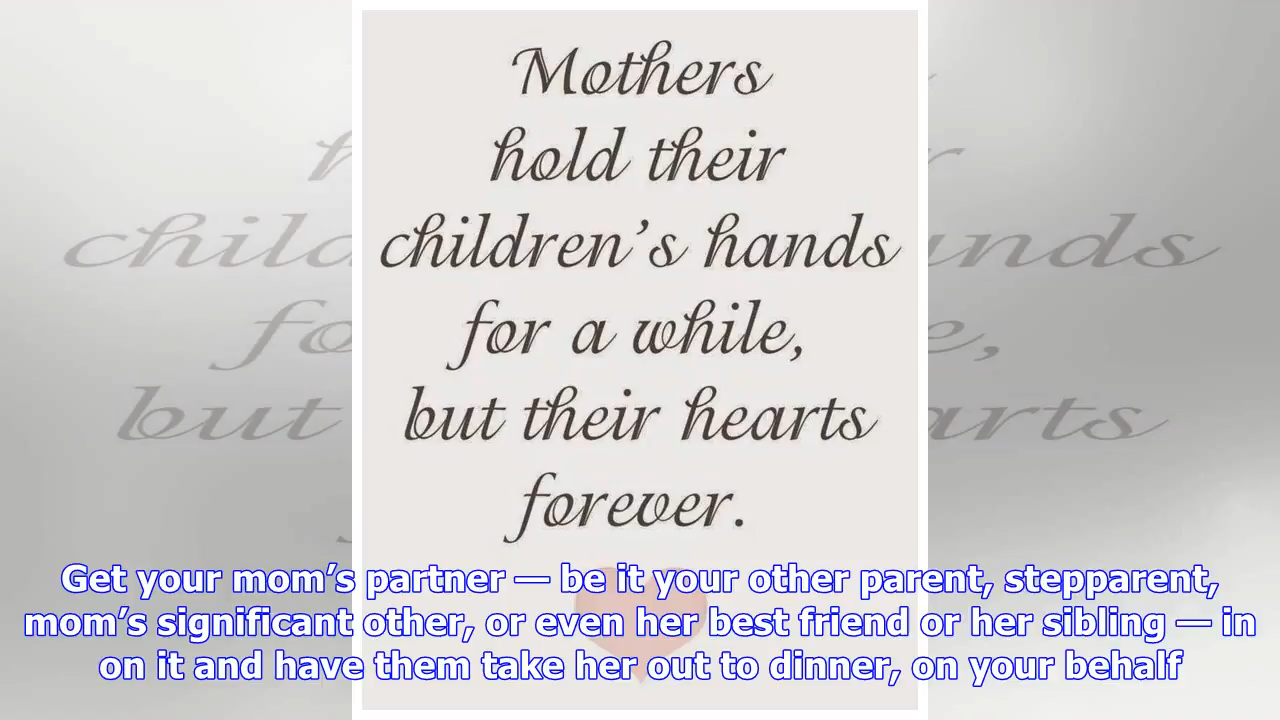 Mothers
hold their
children’s hands
for a while,
but their hearts
forever.
Get your mom’s partner — be it your other parent, stepparent,
mom’s significant other, or even her best friend or her sibling — in
on it and have them take her out to dinner, on your behalf